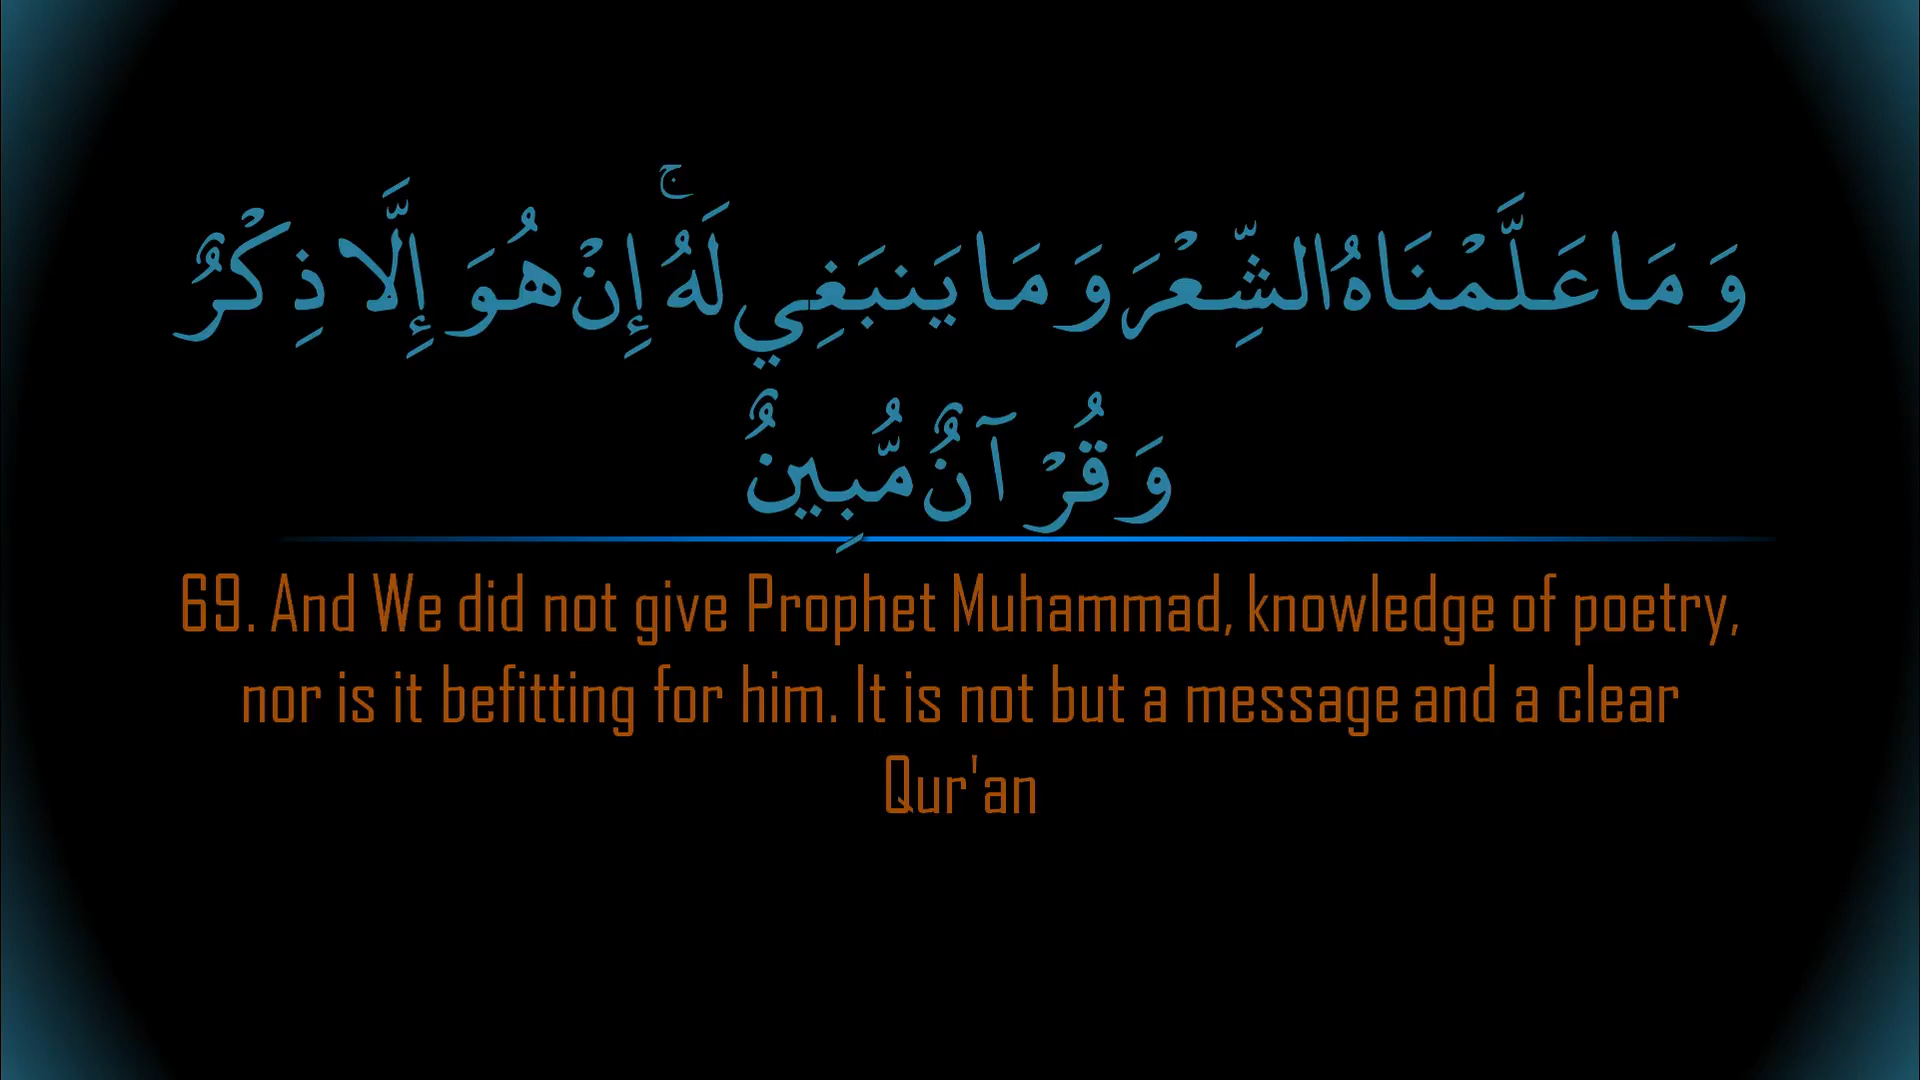 وَمَا عَلَّمْنَاهُ الشِّعْرَ وَمَا يَنبَغِي لَهُ ۚ إِنْ هُوَ إِلَّا ذِكْرٌ
وَقُرْآنٌ مُّبِينٌ
69. And We did not give Prophet Muhammad, knowledge of poetry,
nor is it befitting for him. It is not but a message and a clear
Qur'an